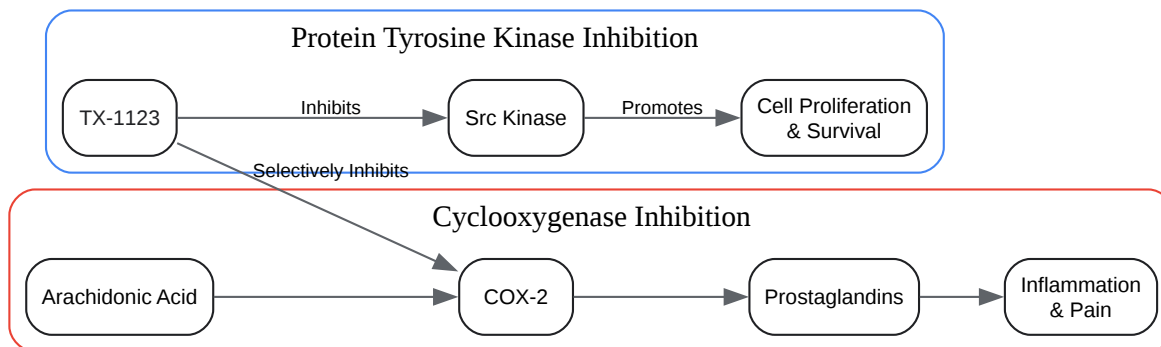 Protein Tyrosine Kinase Inhibition
TX-1123
Inhibits
Src Kinase
Promotes
Cell Proliferation
& Survival
Selectively Inhibits
Cyclooxygenase Inhibition
Arachidonic Acid
COX-2
Prostaglandins
Inflammation
& Pain